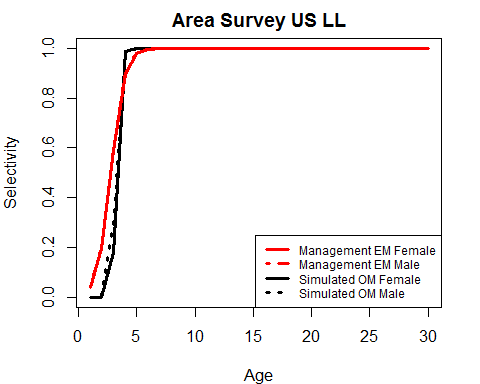 Area Survey US LL
Selectivity
1.0
0.8
0.6
0.4
0.2
0.0
Management EM Female
Management EM Male
Simulated OM Female
Simulated OM Male
0 5 10 15 20 25 30
Age